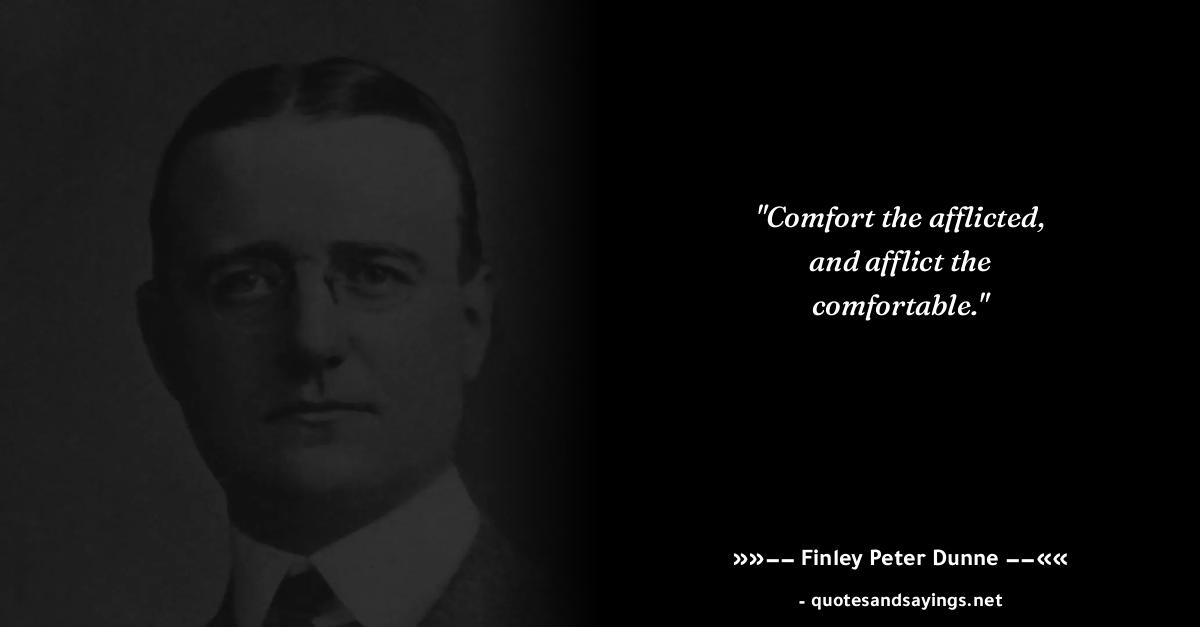 "Comfort the afflicted,
and afflict the
comfortable."
»»–– Finley Peter Dunne ––««
- quotesandsayings.net